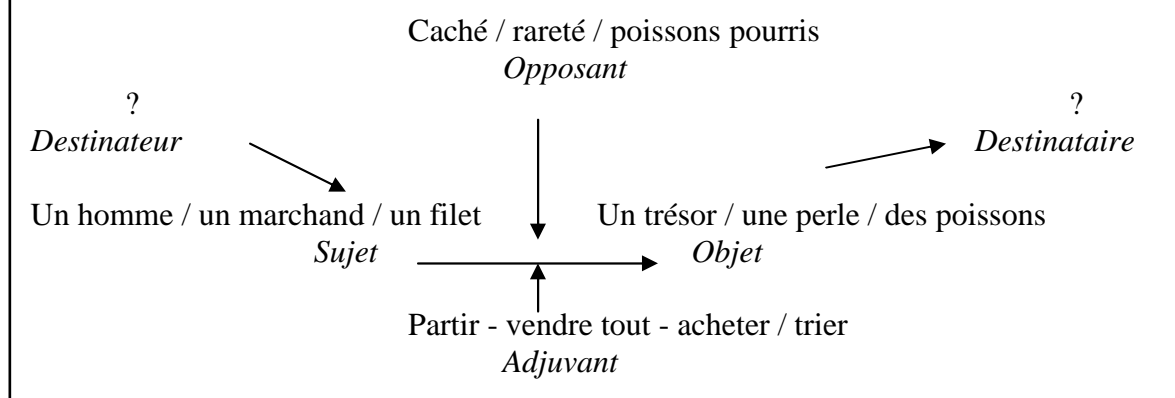 Caché / rareté / poissons pourris
Opposant
? ?
Destinateur Destinataire
Un homme / un marchand / un filet Un trésor / une perle / des poissons
Sujet Objet
Partir - vendre tout - acheter / trier
Adjuvant